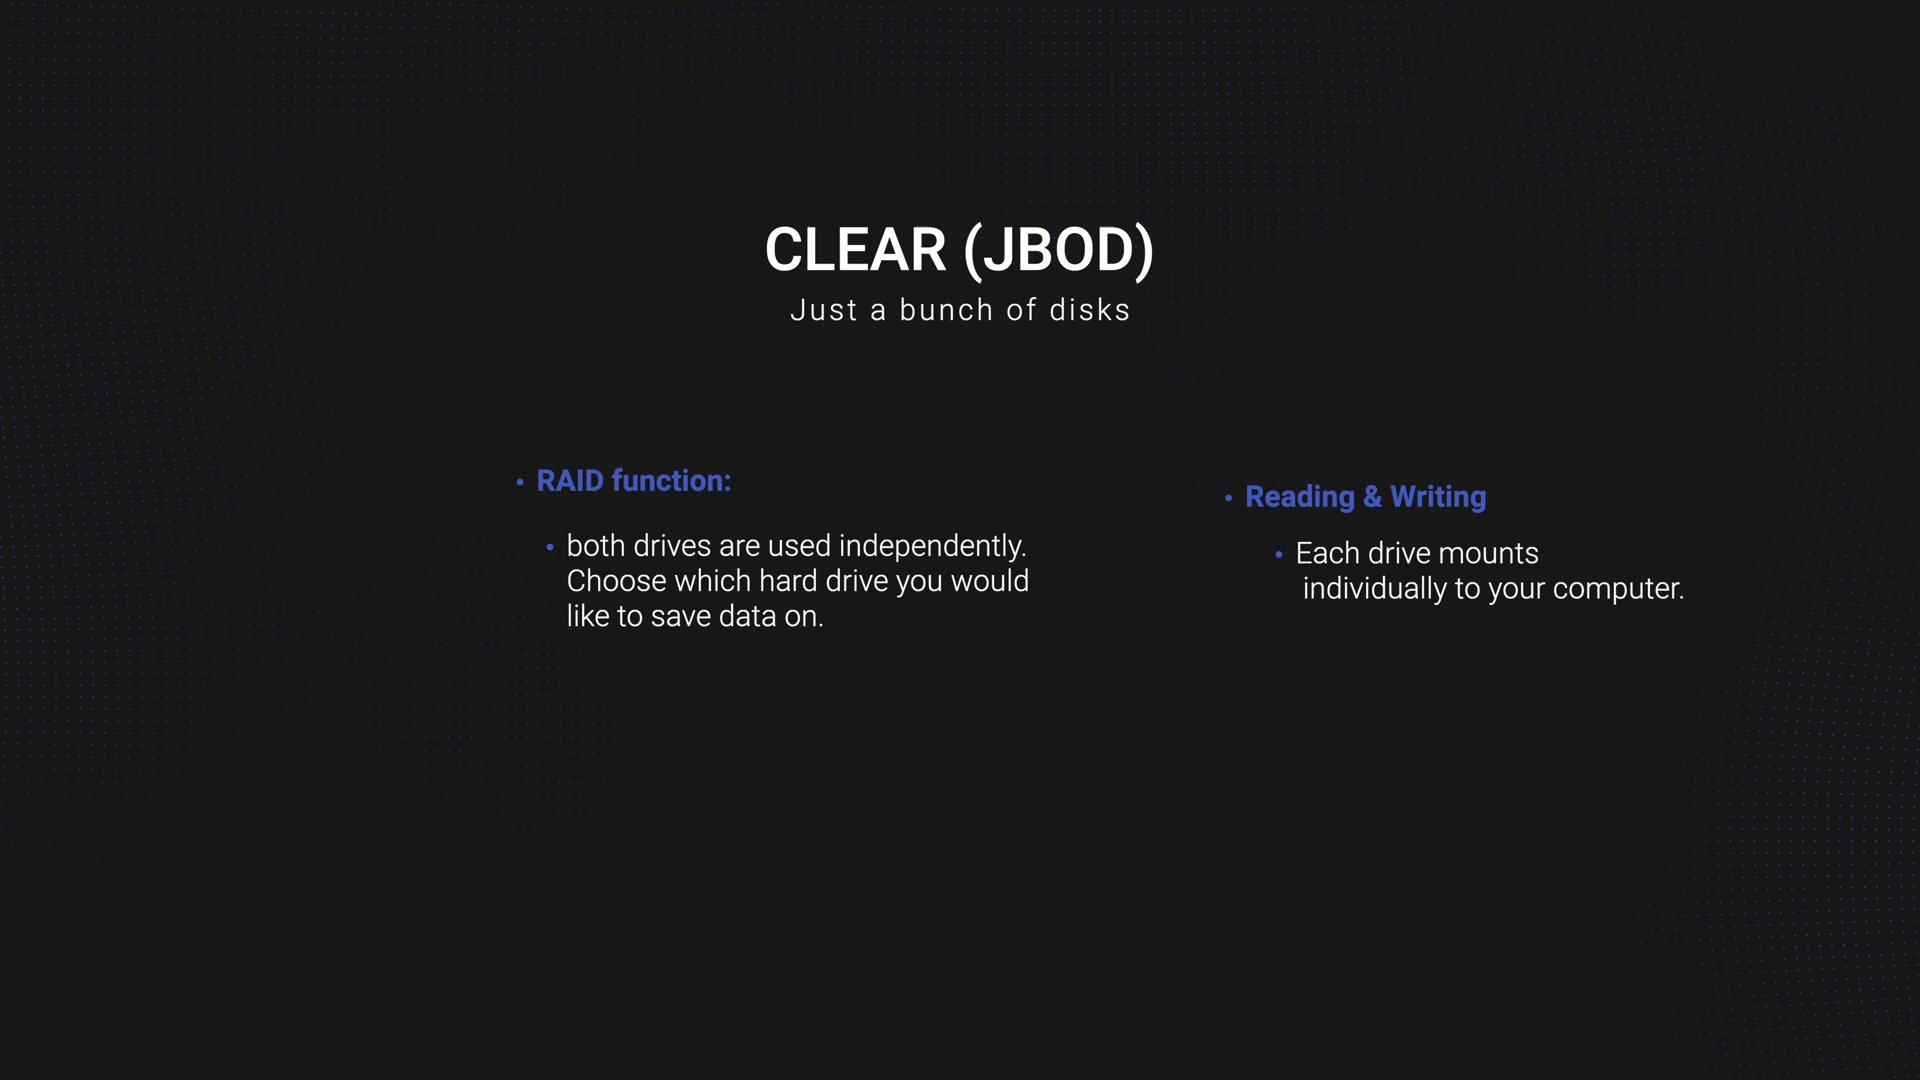 CLEAR (JBOD)
Just a bunch of disks
• RAID function:
• both drives are used independently.
Choose which hard drive you would
like to save data on.
• Reading & Writing
• Each drive mounts
individually to your computer.